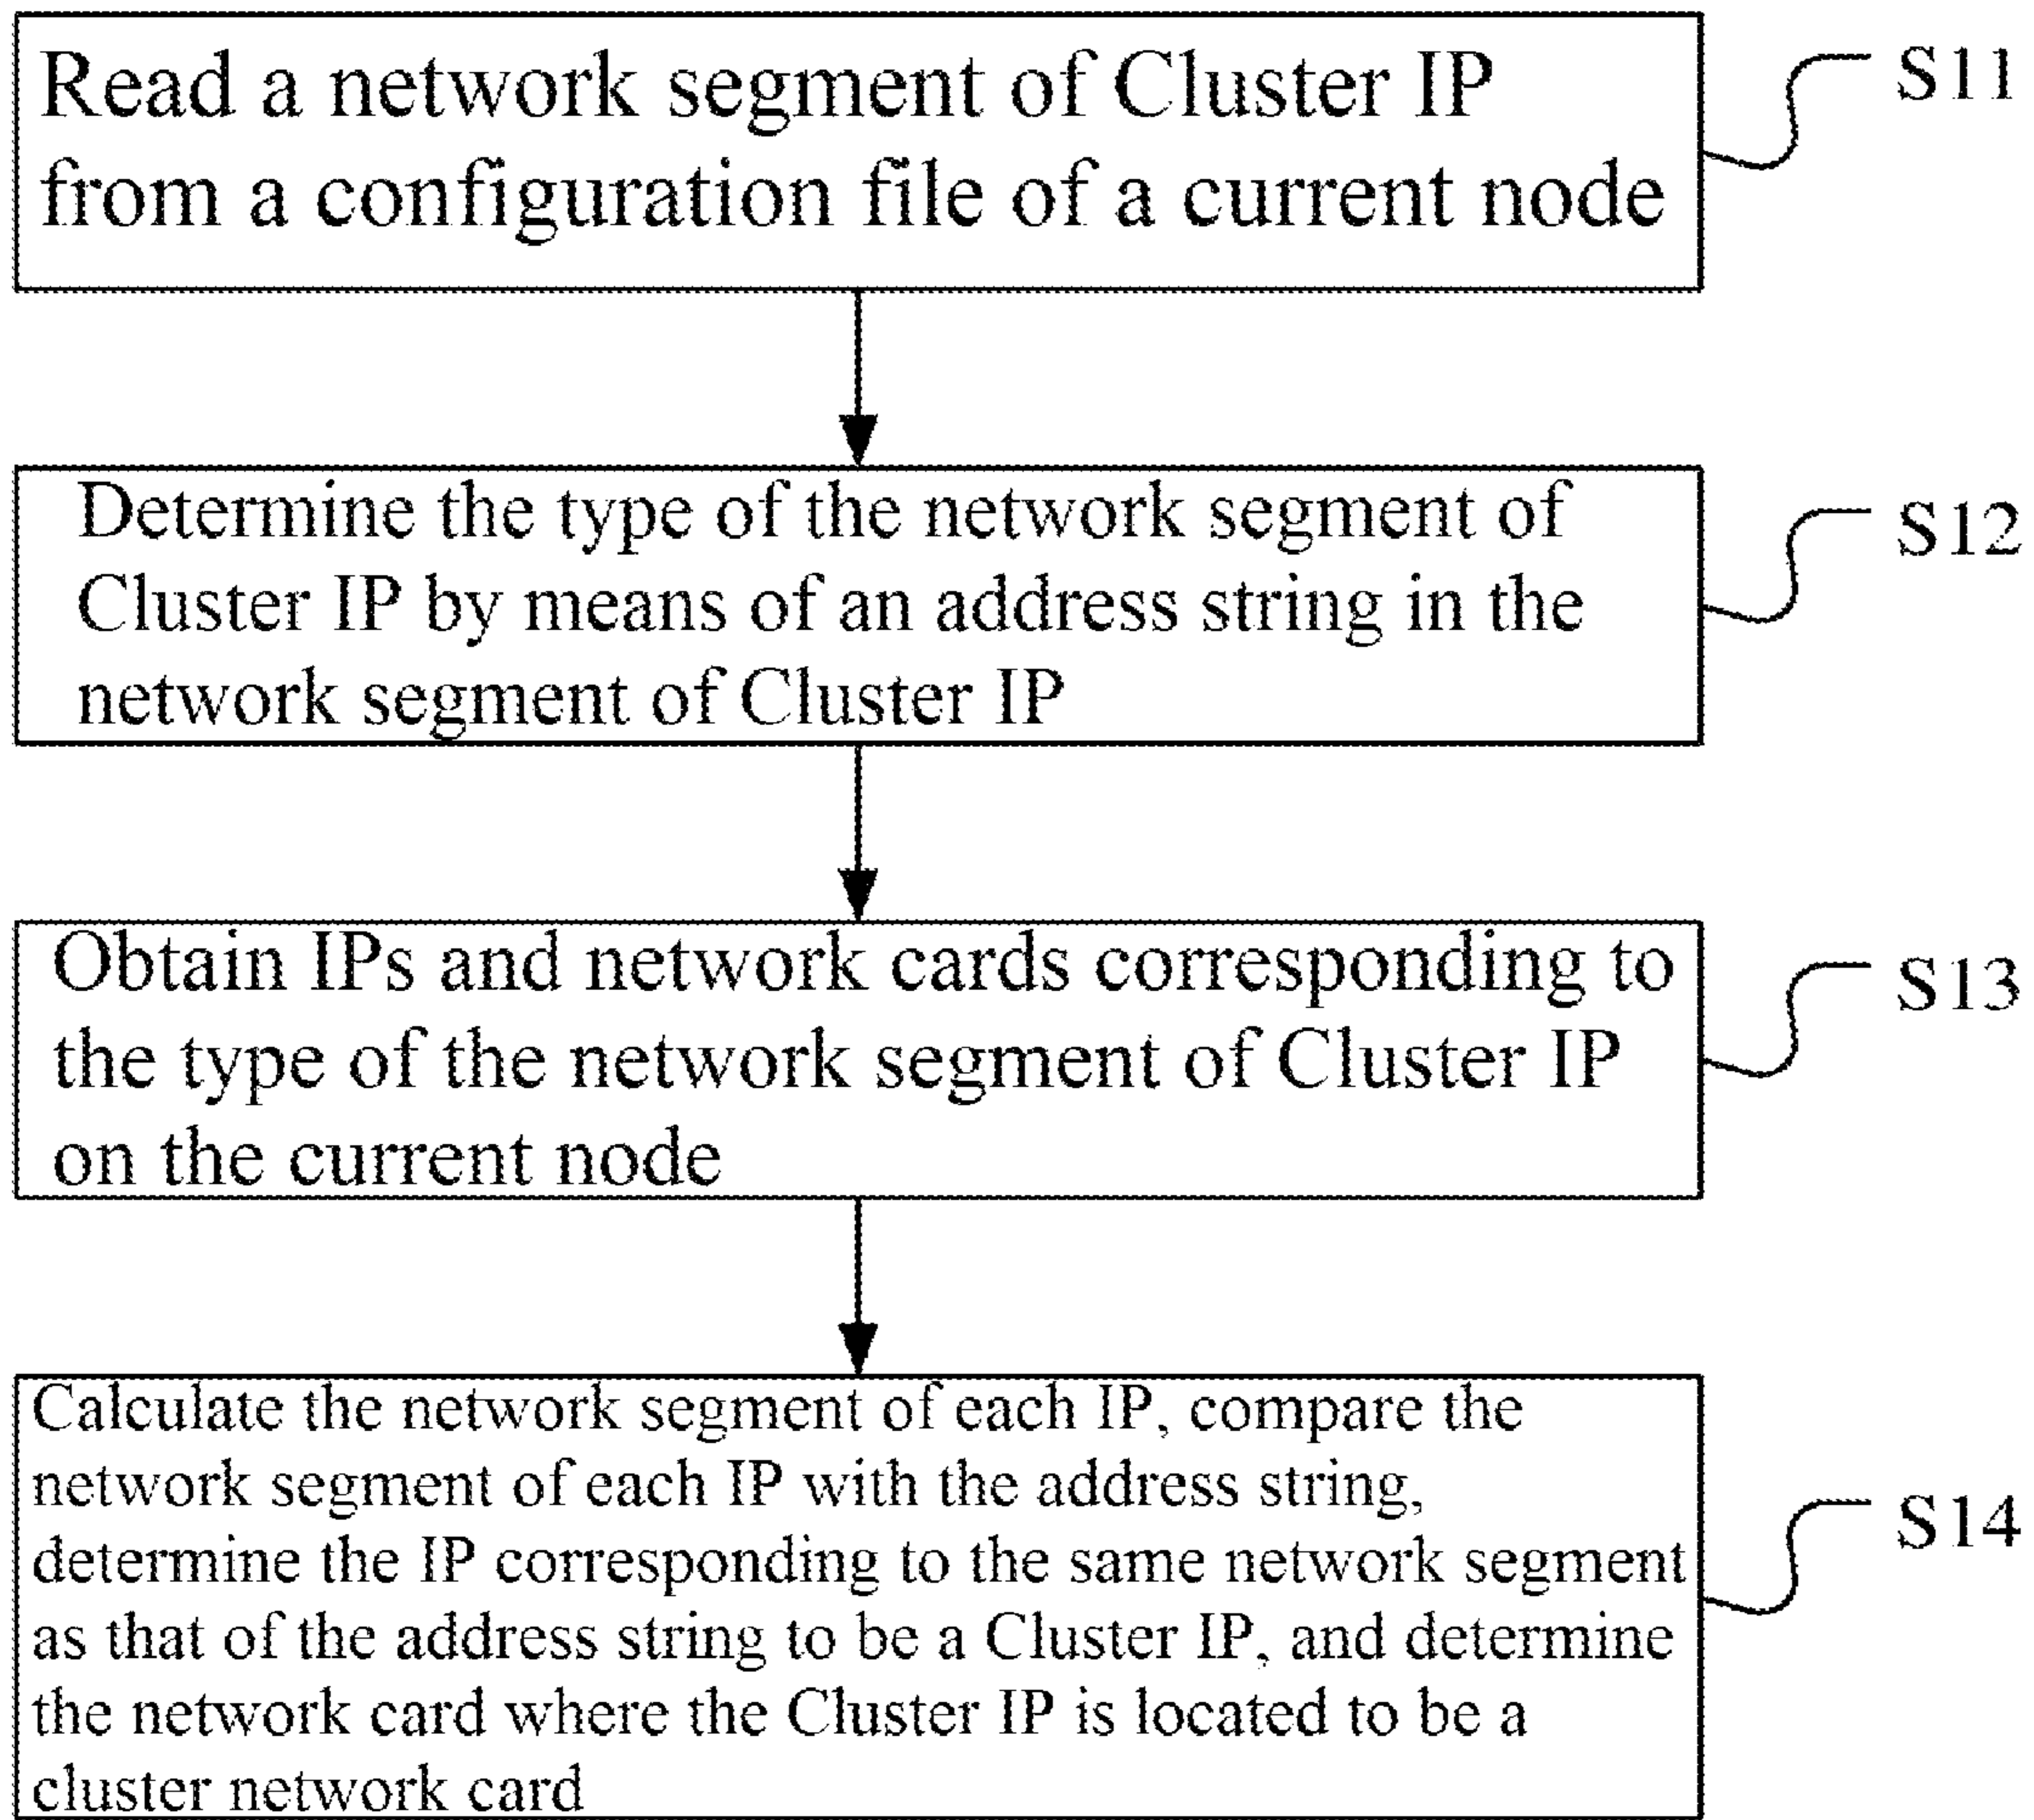 Read a network segment of Cluster IP
from a configuration file of a current node
S11
Determine the type of the network segment of
Cluster IP by means of an address string in the
network segment of Cluster IP
S12
Obtain IPs and network cards corresponding to
the type of the network segment of Cluster IP
on the current node
S13
Calculate the network segment of each IP, compare the
network segment of each IP with the address string,
determine the IP corresponding to the same network segment
as that of the address string to be a Cluster IP, and determine
the network card where the Cluster IP is located to be a
cluster network card
S14